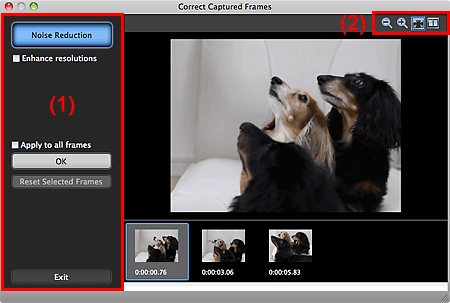 Correct Captured Frames
(2)
Noise Reduction
Enhance resolutions
(1)
Apply to all frames
OK
Reset Selected Frames
0:00:00.76 0:00:03.06 0:00:05.83
Exit